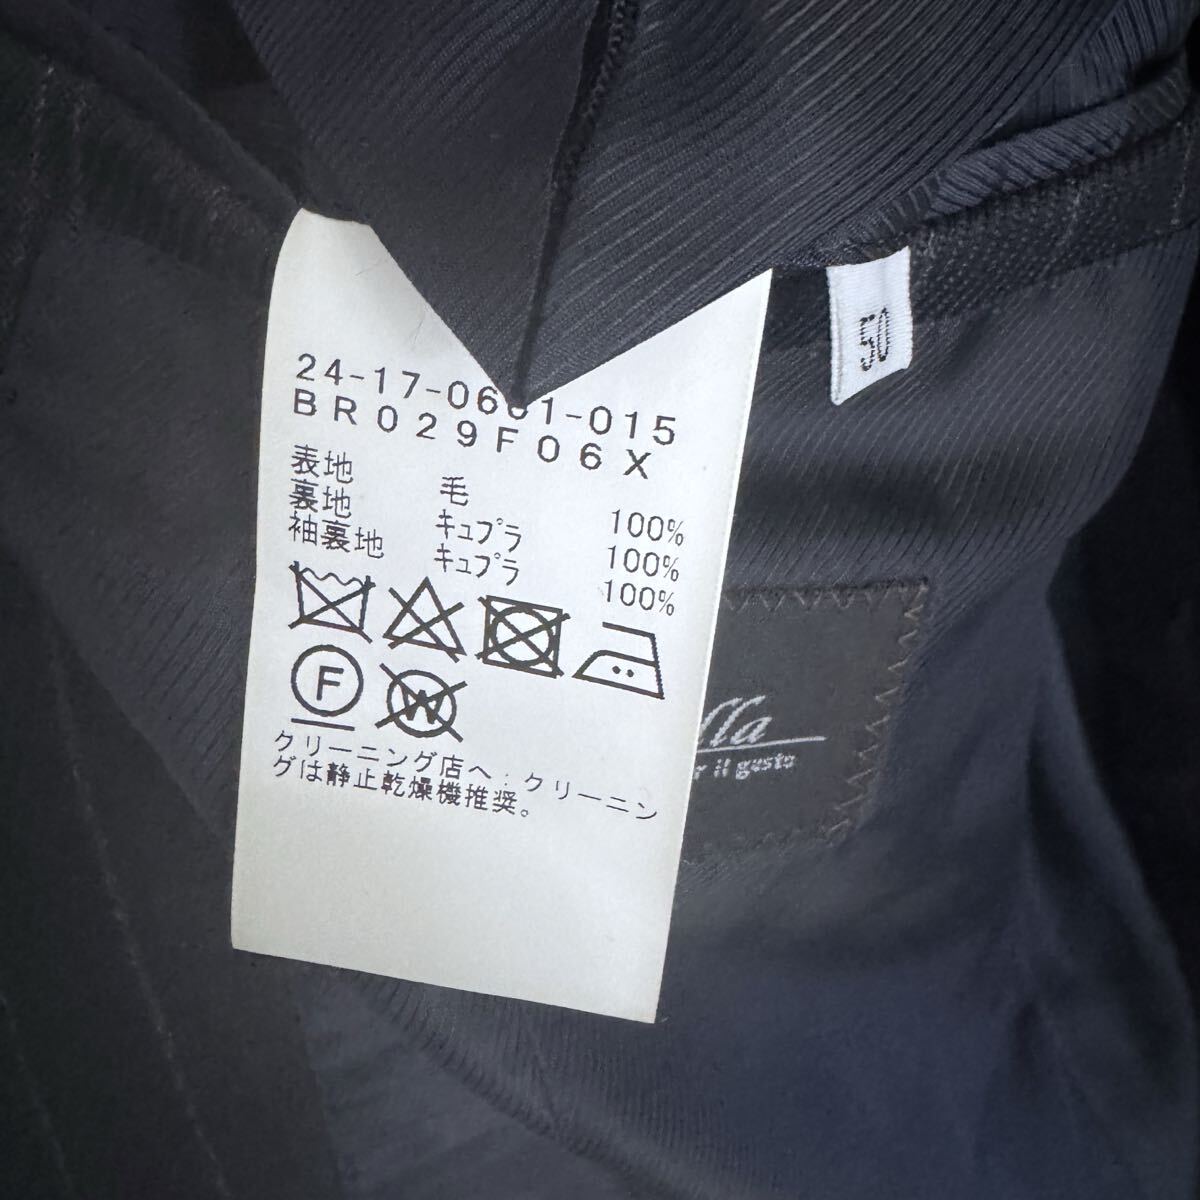 24-17-0661-015
BR029F06X
表地 毛 100%
裏地 キュプラ 100%
袖裏地 キュプラ 100%
F
W
クリーニング店へ．クリーニン
グは静止乾燥機推奨。
50
il gusto